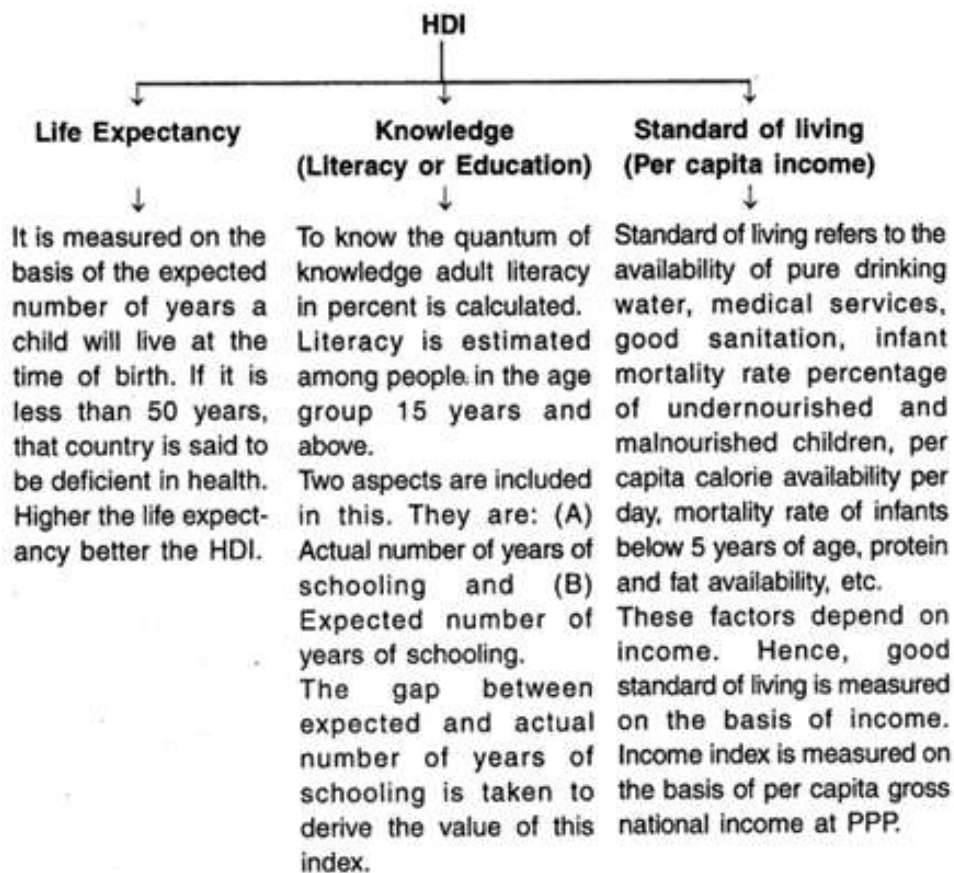 HDI
Life Expectancy
Knowledge
(Literacy or Education)
Standard of living
(Per capita income)
It is measured on the
basis of the expected
number of years a
child will live at the
time of birth. If it is
less than 50 years,
that country is said to
be deficient in health.
Higher the life expect-
ancy better the HDI.
To know the quantum of
knowledge adult literacy
in percent is calculated.
Literacy is estimated
among people in the age
group 15 years and
above.
Two aspects are included
in this. They are: (A)
Actual number of years of
schooling and (B)
Expected number of
years of schooling.
The gap between
expected and actual
number of years of
schooling is taken to
derive the value of this
index.
Standard of living refers to the
availability of pure drinking
water, medical services,
good sanitation, infant
mortality rate percentage
of undernourished and
malnourished children, per
capita calorie availability per
day, mortality rate of infants
below 5 years of age, protein
and fat availability, etc.
These factors depend on
income. Hence, good
standard of living is measured
on the basis of income.
Income index is measured on
the basis of per capita gross
national income at PPP.